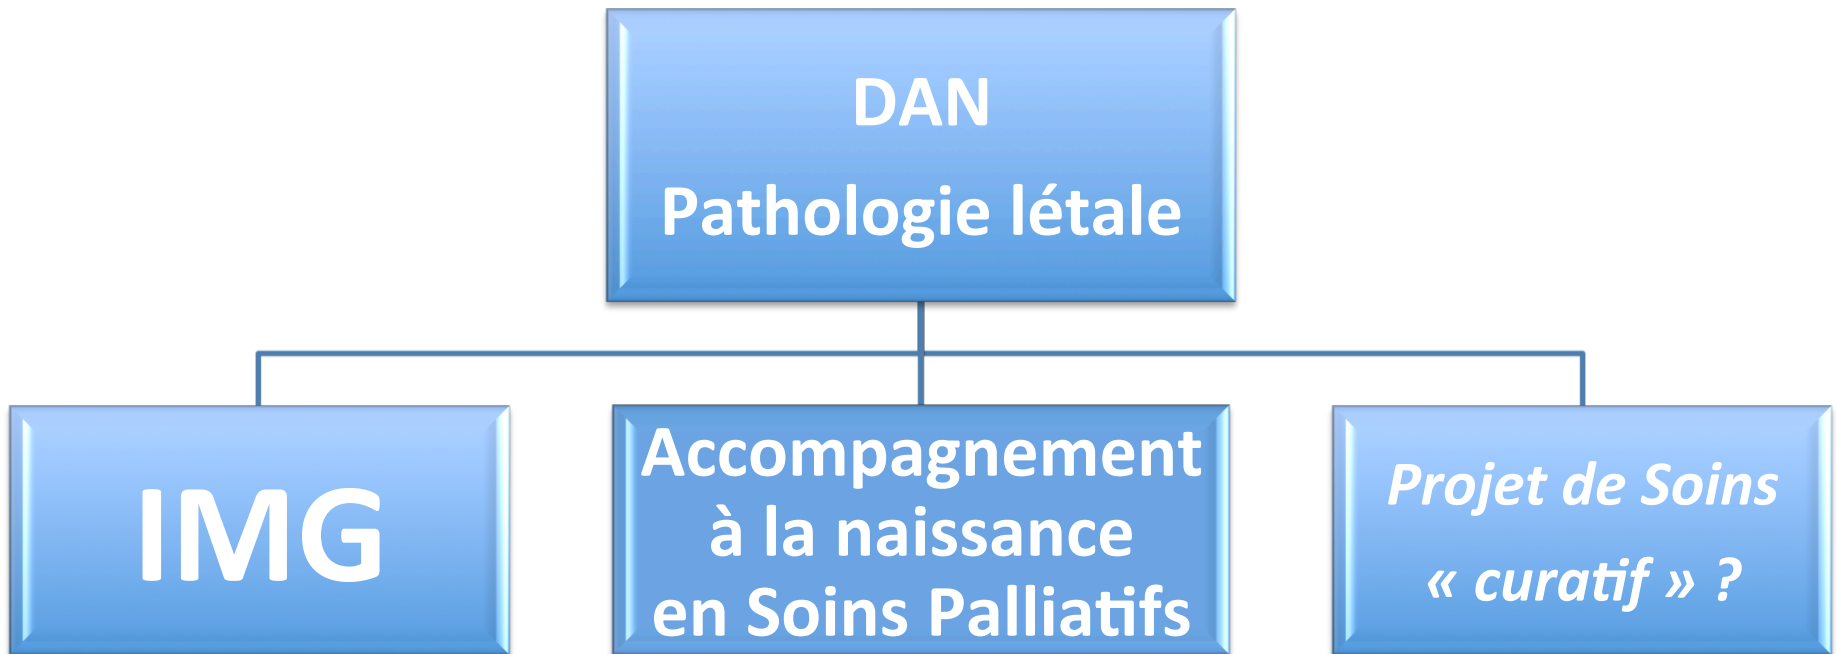 DAN
Pathologie létale
IMG
Accompagnement
à la naissance
en Soins Palliatifs
Projet de Soins
« curatif » ?